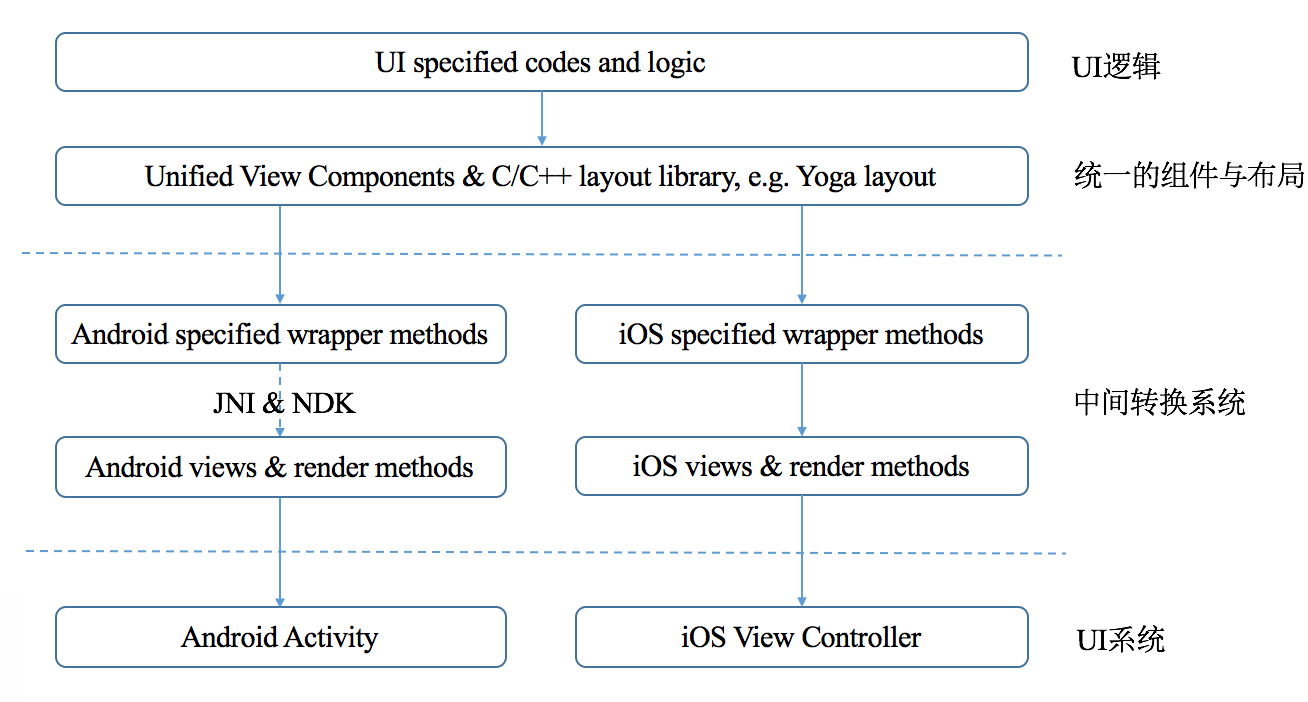 UI specified codes and logic
UI逻辑
Unified View Components & C/C++ layout library, e.g. Yoga layout
统一的组件与布局
Android specified wrapper methods
iOS specified wrapper methods
JNI & NDK
中间转换系统
Android views & render methods
iOS views & render methods
Android Activity
iOS View Controller
UI系统